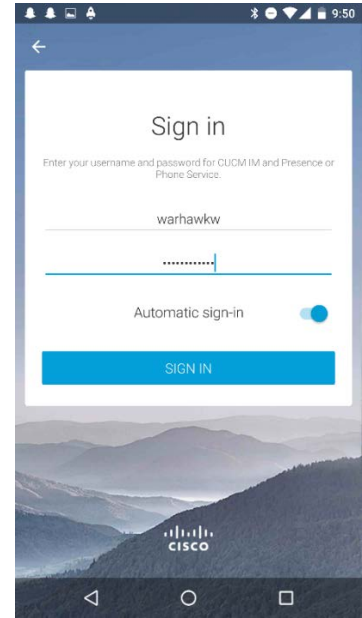 9:50
Sign in
Enter your username and password for CUCM IM and Presence or
Phone Service.
warhawkw
••••••••••••
Automatic sign-in
SIGN IN
CISCO